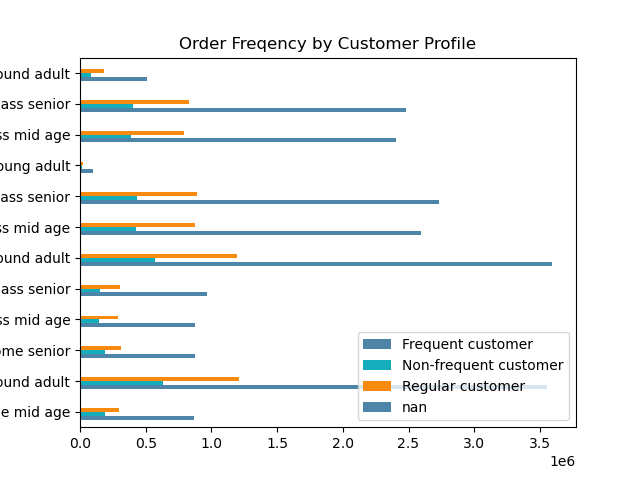 Order Freqency by Customer Profile
ound adult
ass senior
ss mid age
oung adult
ass senior
ss mid age
ound adult
ass senior
ss mid age
ome senior
ound adult
e mid age
Frequent customer
Non-frequent customer
Regular customer
nan
0.0 0.5 1.0 1.5 2.0 2.5 3.0 3.5
1e6